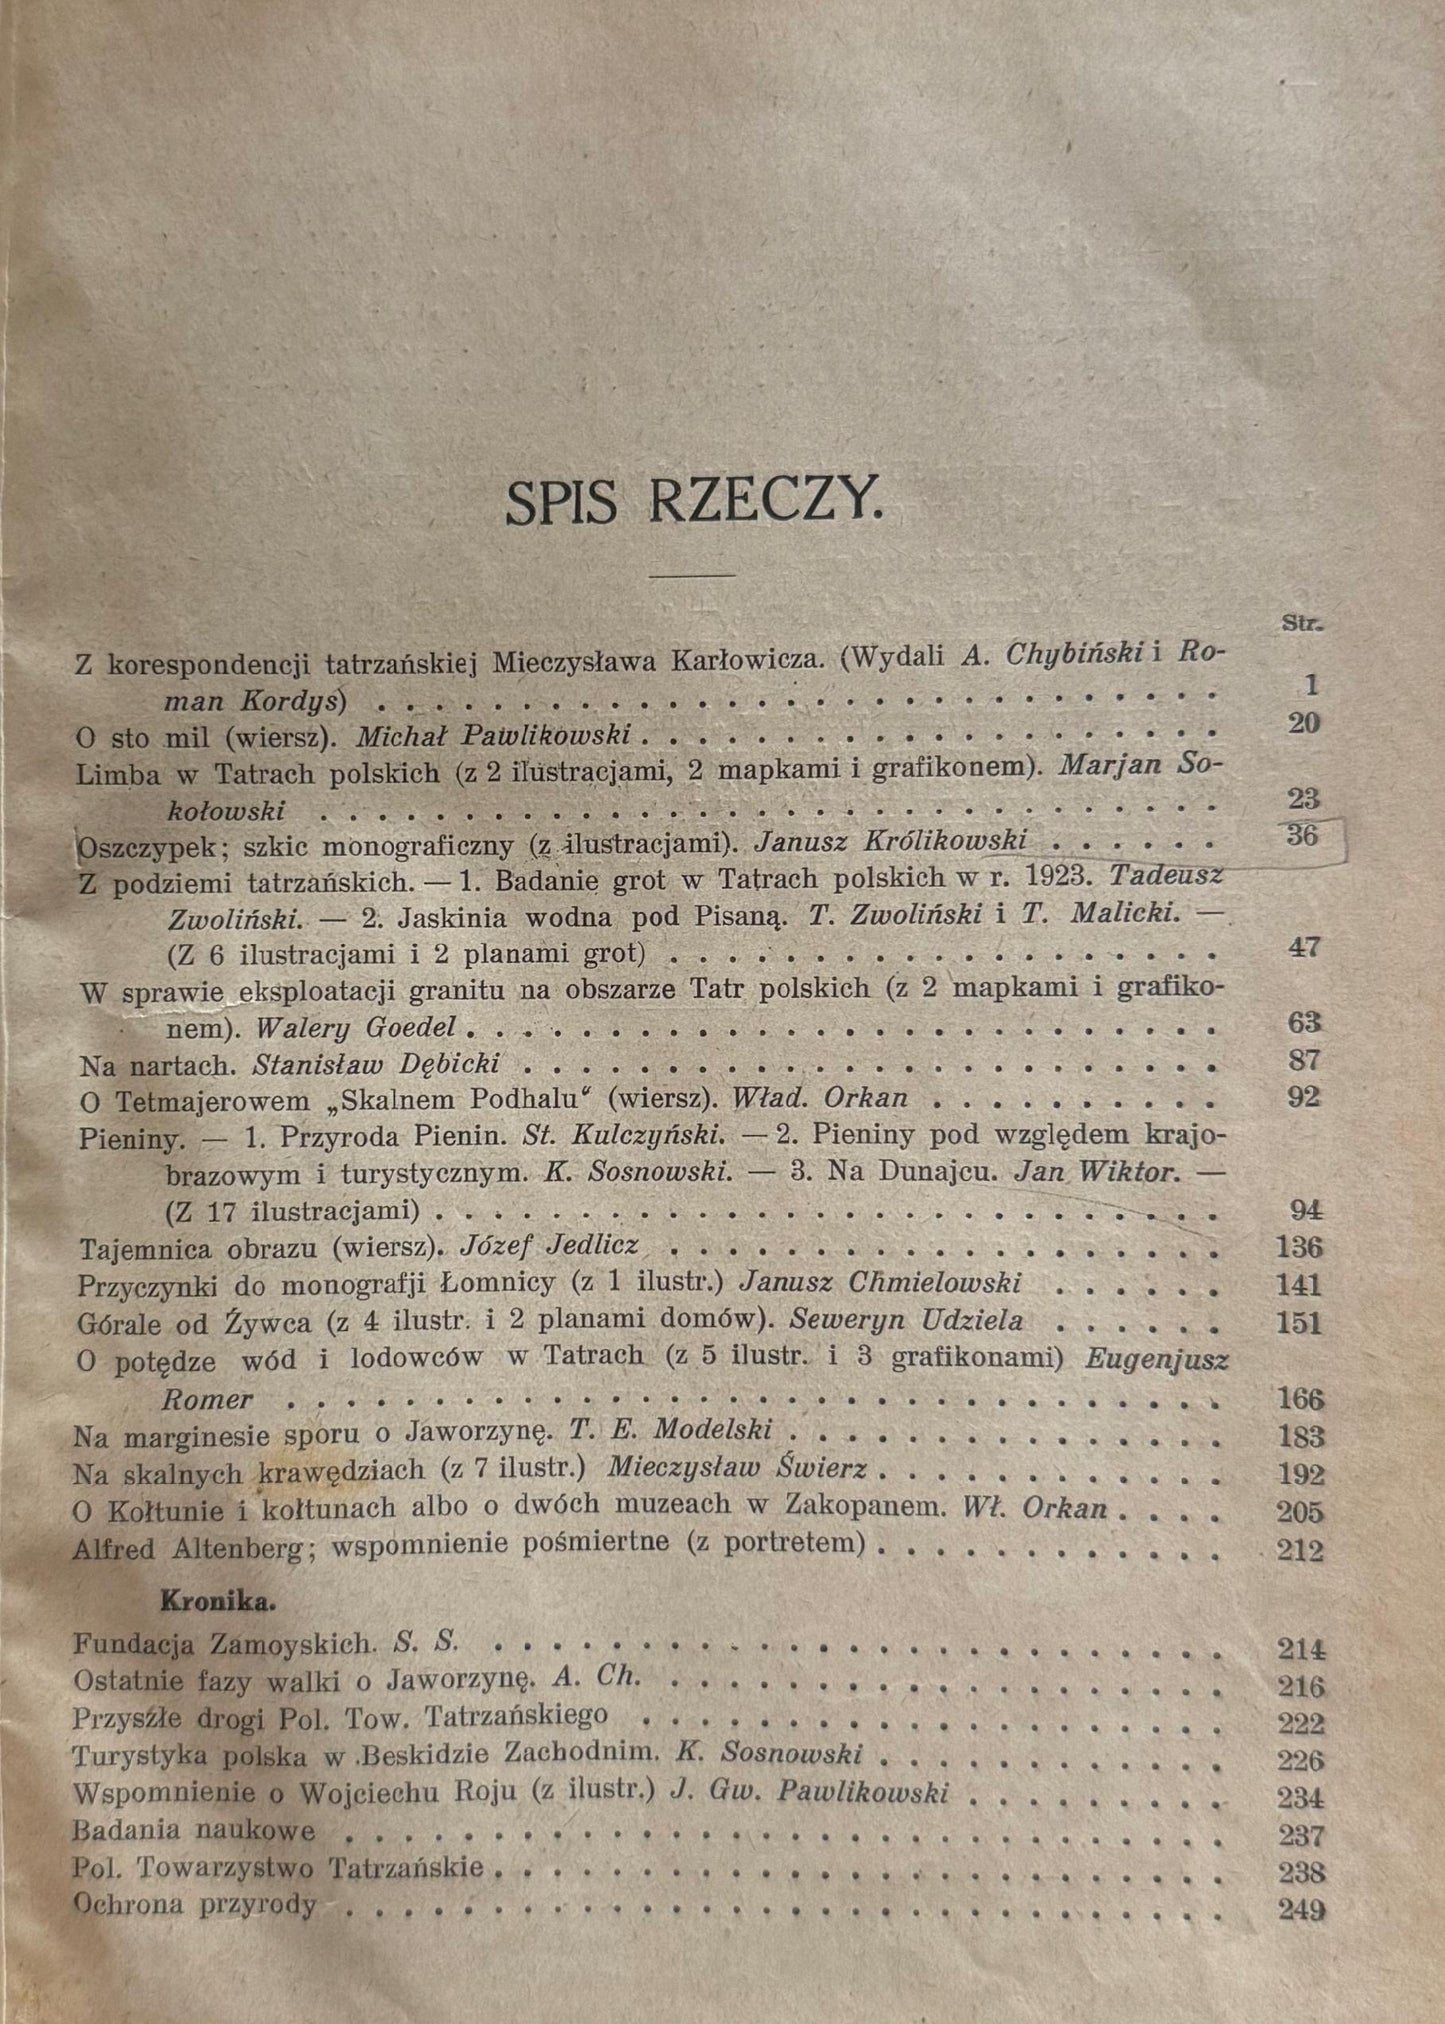 SPIS RZECZY.
Str.
Z korespondencji tatrzańskiej Mieczysława Karłowicza. (Wydali A. Chybiński i Ro-
man Kordys) . . . . . . . . . . . . . . . . . . . . . . . . . . . . . 1
O sto mil (wiersz). Michał Pawlikowski . . . . . . . . . . . . . . . . . . . . 20
Limba w Tatrach polskich (z 2 ilustracjami, 2 mapkami i grafikonem). Marjan So-
kołowski . . . . . . . . . . . . . . . . . . . . . . . . . . . . . . . 23
Oszczypek; szkic monograficzny (z ilustracjami). Janusz Królikowski . . . . . . 36
Z podziemi tatrzańskich. — 1. Badanie grot w Tatrach polskich w r. 1923. Tadeusz
Zwoliński. — 2. Jaskinia wodna pod Pisaną. T. Zwoliński i T. Malicki. —
(Z 6 ilustracjami i 2 planami grot) . . . . . . . . . . . . . . . . . . . 47
W sprawie eksploatacji granitu na obszarze Tatr polskich (z 2 mapkami i grafiko-
nem). Walery Goedel . . . . . . . . . . . . . . . . . . . . . . . . . . 63
Na nartach. Stanisław Dębicki . . . . . . . . . . . . . . . . . . . . . . . . 87
O Tetmajerowem „Skalnem Podhalu“ (wiersz). Wład. Orkan . . . . . . . . . . 92
Pieniny. — 1. Przyroda Pienin. St. Kulczyński. — 2. Pieniny pod względem krajo-
brazowym i turystycznym. K. Sosnowski. — 3. Na Dunajcu. Jan Wiktor. —
(Z 17 ilustracjami) . . . . . . . . . . . . . . . . . . . . . . . . . . . 94
Tajemnica obrazu (wiersz). Józef Jedlicz . . . . . . . . . . . . . . . . . . . 136
Przyczynki do monografji Łomnicy (z 1 ilustr.) Janusz Chmielowski . . . . . . 141
Górale od Żywca (z 4 ilustr. i 2 planami domów). Seweryn Udziela . . . . . . 151
O potędze wód i lodowców w Tatrach (z 5 ilustr. i 3 grafikonami) Eugenjusz
Romer . . . . . . . . . . . . . . . . . . . . . . . . . . . . . . . . 166
Na marginesie sporu o Jaworzynę. T. E. Modelski . . . . . . . . . . . . . . . 183
Na skalnych krawędziach (z 7 ilustr.) Mieczysław Świerz . . . . . . . . . . . . 192
O Kołtunie i kołtunach albo o dwóch muzeach w Zakopanem. Wł. Orkan . . . . 205
Alfred Altenberg; wspomnienie pośmiertne (z portretem) . . . . . . . . . . . . 212
Kronika.
Fundacja Zamoyskich. S. S. . . . . . . . . . . . . . . . . . . . . . . . . . 214
Ostatnie fazy walki o Jaworzynę. A. Ch. . . . . . . . . . . . . . . . . . . . 216
Przyszłe drogi Pol. Tow. Tatrzańskiego . . . . . . . . . . . . . . . . . . . . 222
Turystyka polska w Beskidzie Zachodnim. K. Sosnowski . . . . . . . . . . . . 226
Wspomnienie o Wojciechu Roju (z ilustr.) J. Gw. Pawlikowski . . . . . . . . . 234
Badania naukowe . . . . . . . . . . . . . . . . . . . . . . . . . . . . . . 237
Pol. Towarzystwo Tatrzańskie . . . . . . . . . . . . . . . . . . . . . . . . . 238
Ochrona przyrody . . . . . . . . . . . . . . . . . . . . . . . . . . . . . . 249